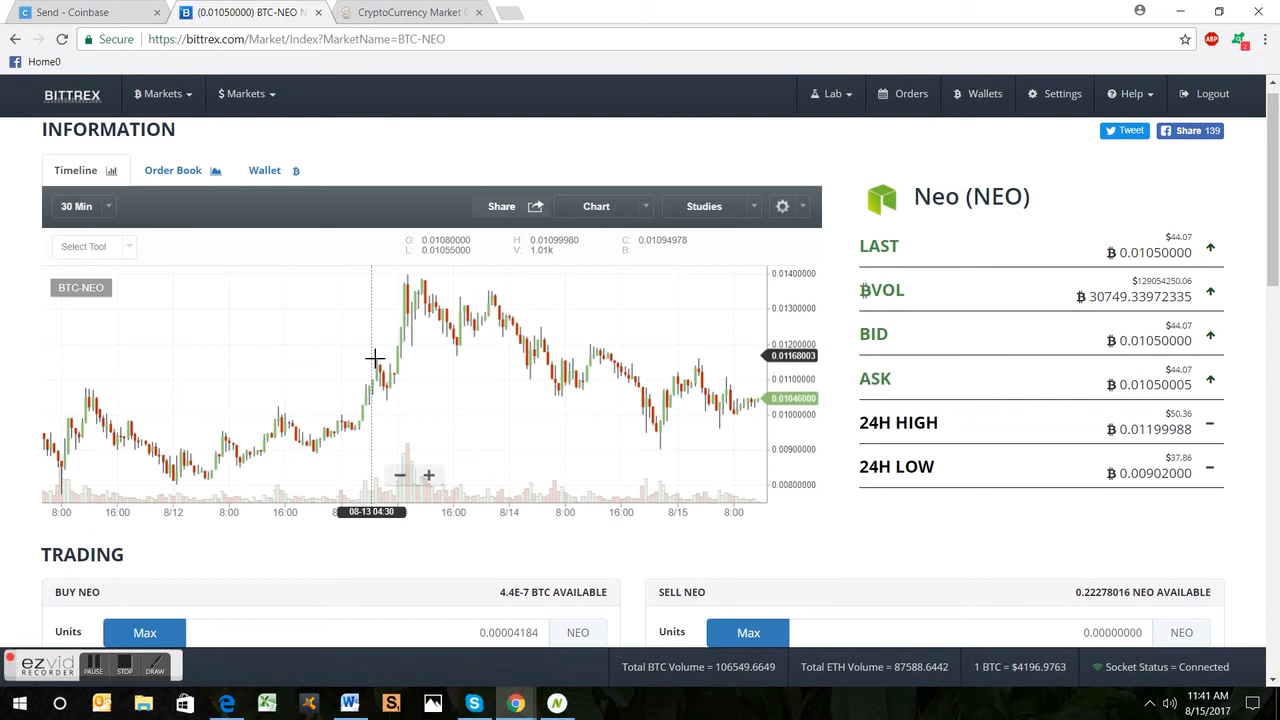 Send - Coinbase
(0.01050000) BTC-NEO N
CryptoCurrency Market C
Secure https://bittrex.com/Market/Index?MarketName=BTC-NEO
ABP
2
Home0
BITTREX
Markets
$ Markets
Lab
Orders
Wallets
Settings
Help
Logout
INFORMATION
Tweet
Share 139
Timeline
Order Book
Wallet
Neo (NEO)
30 Min
Share
Chart
Studies
Select Tool
O: 0.01080000 H: 0.01099980 C: 0.01094978
L: 0.01055000 V: 1.01k B:
BTC-NEO
0.01400000
0.01300000
0.01200000
0.01168003
0.01100000
0.01046000
0.01000000
0.00900000
0.00800000
8:00 16:00 8/12 8:00 16:00 08-13 04:30 16:00 8/14 8:00 16:00 8/15 8:00
LAST
$44.07
Ƀ 0.01050000
ɃVOL
$129054250.06
Ƀ 30749.33972335
BID
$44.07
Ƀ 0.01050000
ASK
$44.07
Ƀ 0.01050005
24H HIGH
$50.36
Ƀ 0.01199988
24H LOW
$37.86
Ƀ 0.00902000
TRADING
BUY NEO 4.4E-7 BTC AVAILABLE
Units Max 0.00004184 NEO
SELL NEO 0.22278016 NEO AVAILABLE
Units Max 0.00000000 NEO
ezvid
RECORDER
PAUSE STOP DRAW
Total BTC Volume = 106549.6649
Total ETH Volume = 87588.6442
1 BTC = $4196.9763
Socket Status = Connected
11:41 AM
8/15/2017